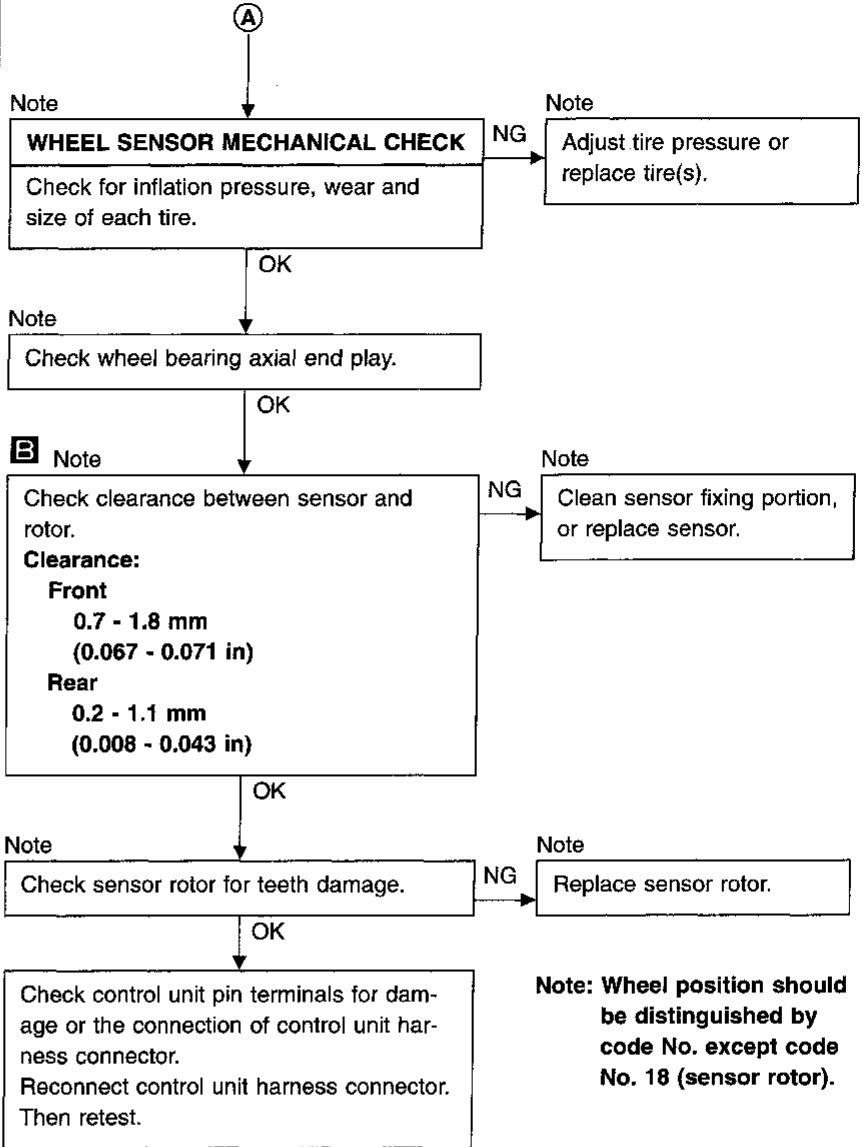 A
Note
WHEEL SENSOR MECHANICAL CHECK
Check for inflation pressure, wear and
size of each tire.
NG
Note
Adjust tire pressure or
replace tire(s).
OK
Note
Check wheel bearing axial end play.
OK
B Note
Check clearance between sensor and
rotor.
Clearance:
Front
0.7 - 1.8 mm
(0.067 - 0.071 in)
Rear
0.2 - 1.1 mm
(0.008 - 0.043 in)
NG
Note
Clean sensor fixing portion,
or replace sensor.
OK
Note
Check sensor rotor for teeth damage.
NG
Note
Replace sensor rotor.
OK
Check control unit pin terminals for dam-
age or the connection of control unit har-
ness connector.
Reconnect control unit harness connector.
Then retest.
Note: Wheel position should
be distinguished by
code No. except code
No. 18 (sensor rotor).